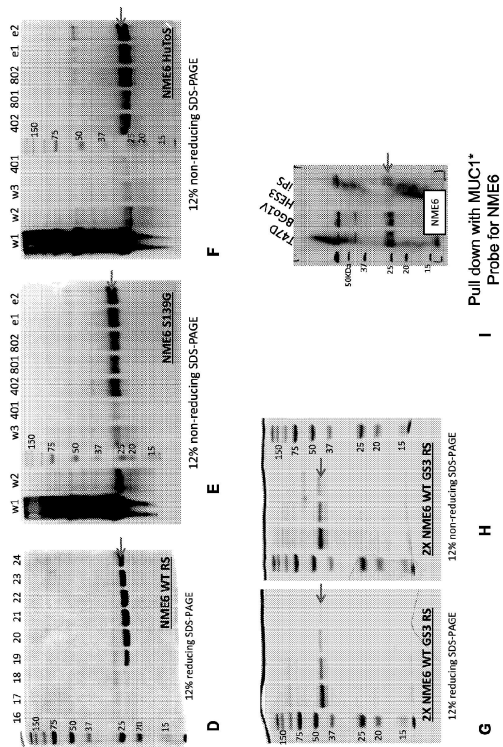 16 17 18 19 20 21 22 23 24
150
75
50
37
25
20
15
NME6 WT RS
12% reducing SDS-PAGE
D
w1 w2 w3 401 402 801 802 e1 e2
150
75
50
37
25
20
15
NME6 S139G
12% non-reducing SDS-PAGE
E
w1 w2 w3 401 402 801 802 e1 e2
150
75
50
37
25
20
15
NME6 HuToS
12% non-reducing SDS-PAGE
F
150
75
50
37
25
20
15
2X NME6 WT GS3 RS
12% reducing SDS-PAGE
G
150
75
50
37
25
20
15
2X NME6 WT GS3 RS
12% non-reducing SDS-PAGE
H
T47D
BGo1V
HES3
iPS
50KDa
37
25
20
15
NME6
Pull down with MUC1*
Probe for NME6
I